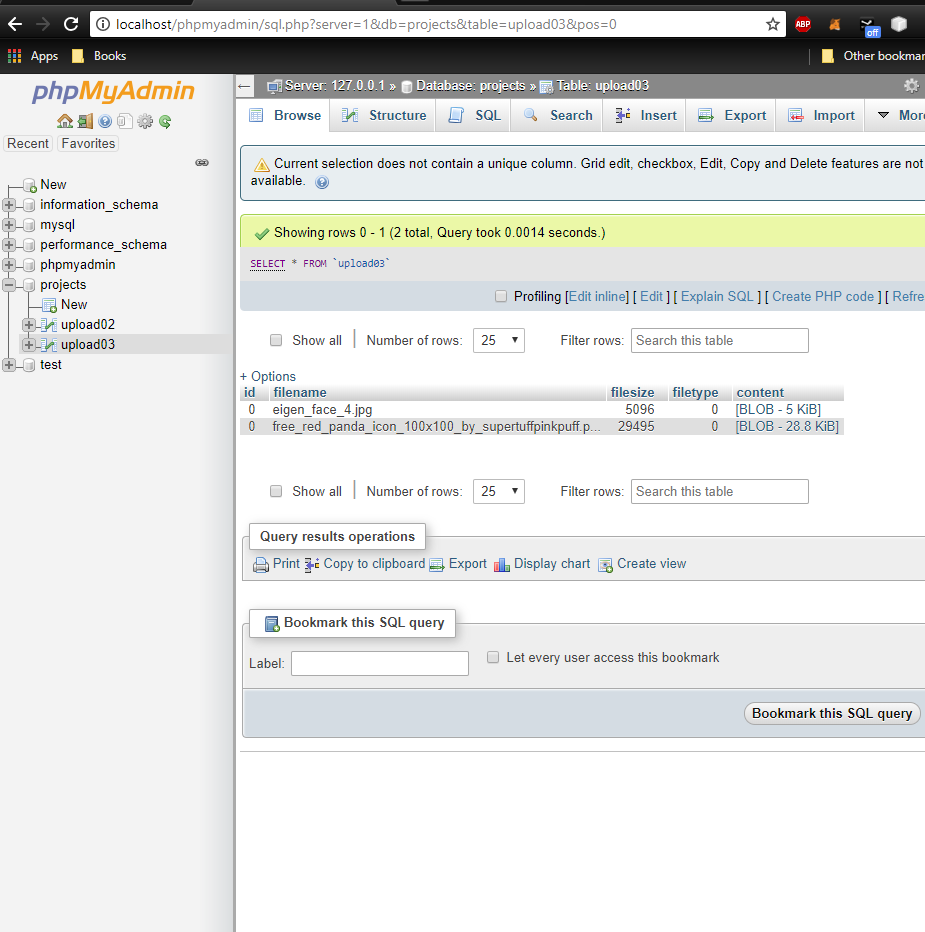 localhost/phpmyadmin/sql.php?server=1&db=projects&table=upload03&pos=0
ABP
off
Apps
Books
Other bookmar
phpMyAdmin
Recent
Favorites
New
information_schema
mysql
performance_schema
phpmyadmin
projects
New
upload02
upload03
test
Server: 127.0.0.1 » Database: projects » Table: upload03
Browse Structure SQL Search Insert Export Import Mor
Current selection does not contain a unique column. Grid edit, checkbox, Edit, Copy and Delete features are not
available.
Showing rows 0 - 1 (2 total, Query took 0.0014 seconds.)
SELECT * FROM `upload03`
Profiling [Edit inline] [ Edit ] [ Explain SQL ] [ Create PHP code ] [ Refre
Show all Number of rows: 25 Filter rows: Search this table
+ Options
id filename filesize filetype content
0 eigen_face_4.jpg 5096 0 [BLOB - 5 KiB]
0 free_red_panda_icon_100x100_by_supertuffpinkpuff.p... 29495 0 [BLOB - 28.8 KiB]
Show all Number of rows: 25 Filter rows: Search this table
Query results operations
Print Copy to clipboard Export Display chart Create view
Bookmark this SQL query
Label: Let every user access this bookmark
Bookmark this SQL query